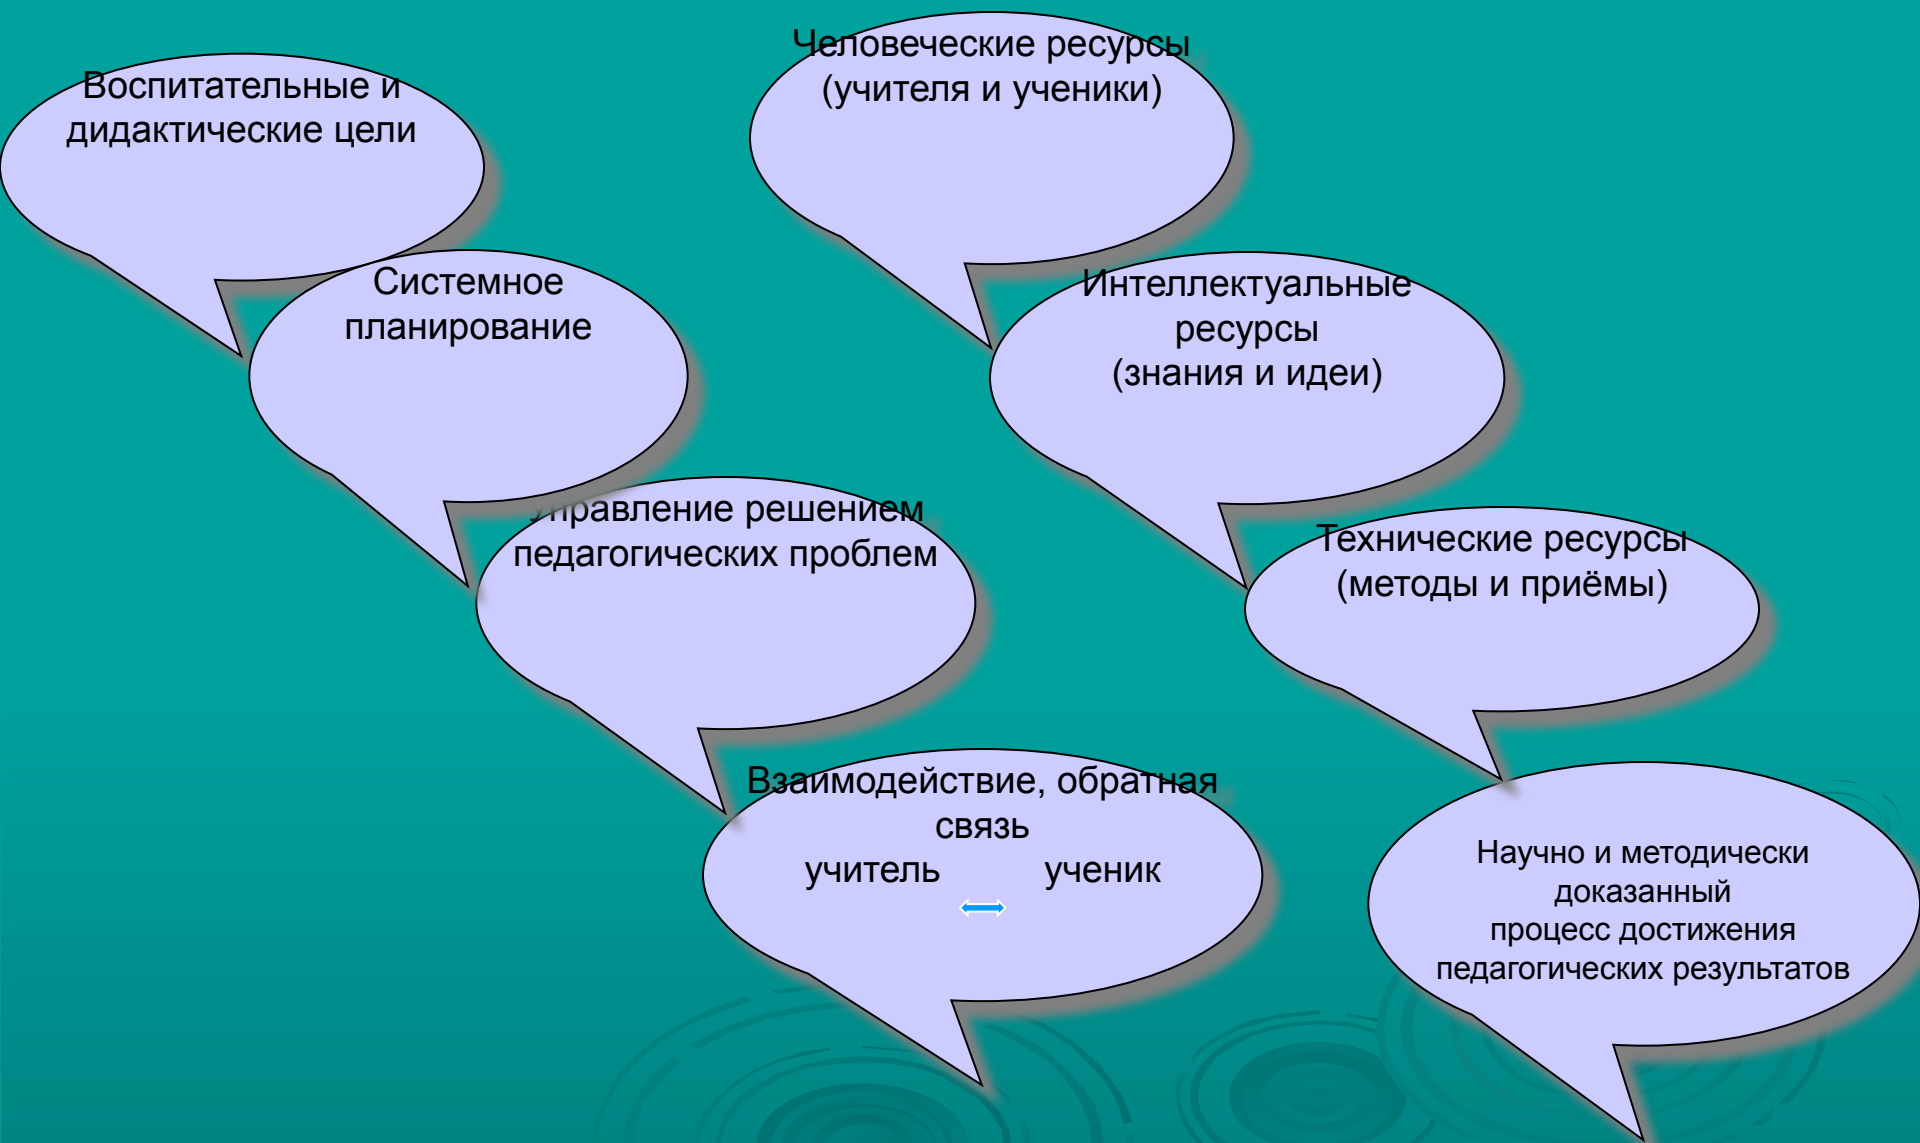 Воспитательные и
дидактические цели
Системное
планирование
Управление решением
педагогических проблем
Взаимодействие, обратная
связь
учитель ученик
Человеческие ресурсы
(учителя и ученики)
Интеллектуальные
ресурсы
(знания и идеи)
Технические ресурсы
(методы и приёмы)
Научно и методически
доказанный
процесс достижения
педагогических результатов